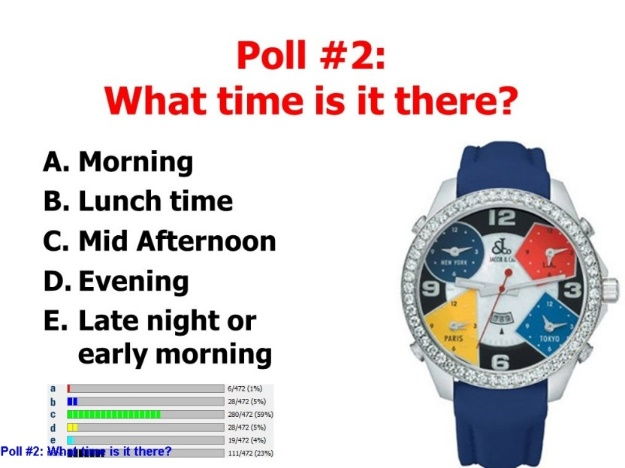 Poll #2:
What time is it there?
A. Morning
B. Lunch time
C. Mid Afternoon
D. Evening
E. Late night or
early morning
12
JACOB & Co.
NEW YORK
L.A.
3
PARIS
TOKYO
6
a 6/472 (1%)
b 28/472 (5%)
c 280/472 (59%)
d 28/472 (5%)
e 19/472 (4%)
111/472 (23%)
Poll #2: What time is it there?